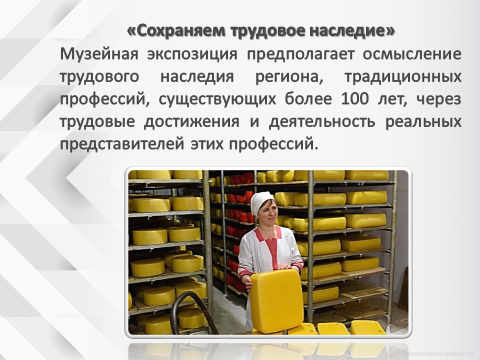 «Сохраняем трудовое наследие»
Музейная экспозиция предполагает осмысление
трудового наследия региона, традиционных
профессий, существующих более 100 лет, через
трудовые достижения и деятельность реальных
представителей этих профессий.